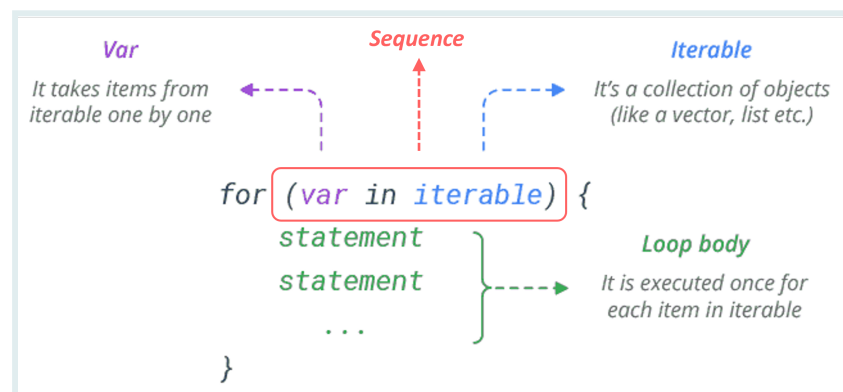 Var
Sequence
Iterable
It takes items from
iterable one by one
It's a collection of objects
(like a vector, list etc.)
for (var in iterable) {
statement
statement
...
}
Loop body
It is executed once for
each item in iterable